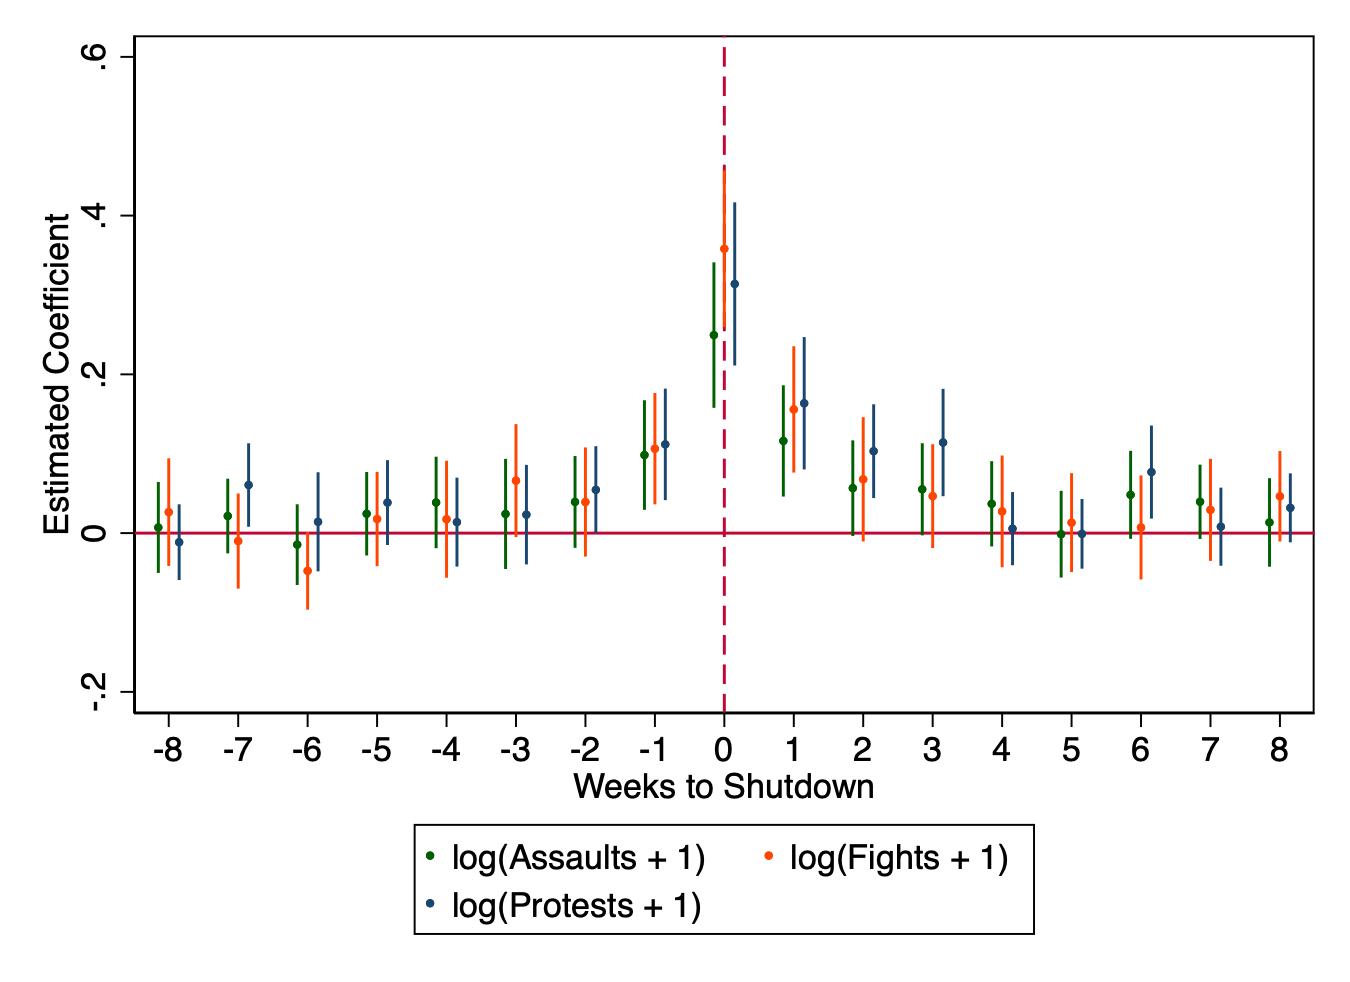 .6
.4
.2
0
-.2
Estimated Coefficient
-8 -7 -6 -5 -4 -3 -2 -1 0 1 2 3 4 5 6 7 8
Weeks to Shutdown
log(Assaults + 1) log(Fights + 1)
log(Protests + 1)